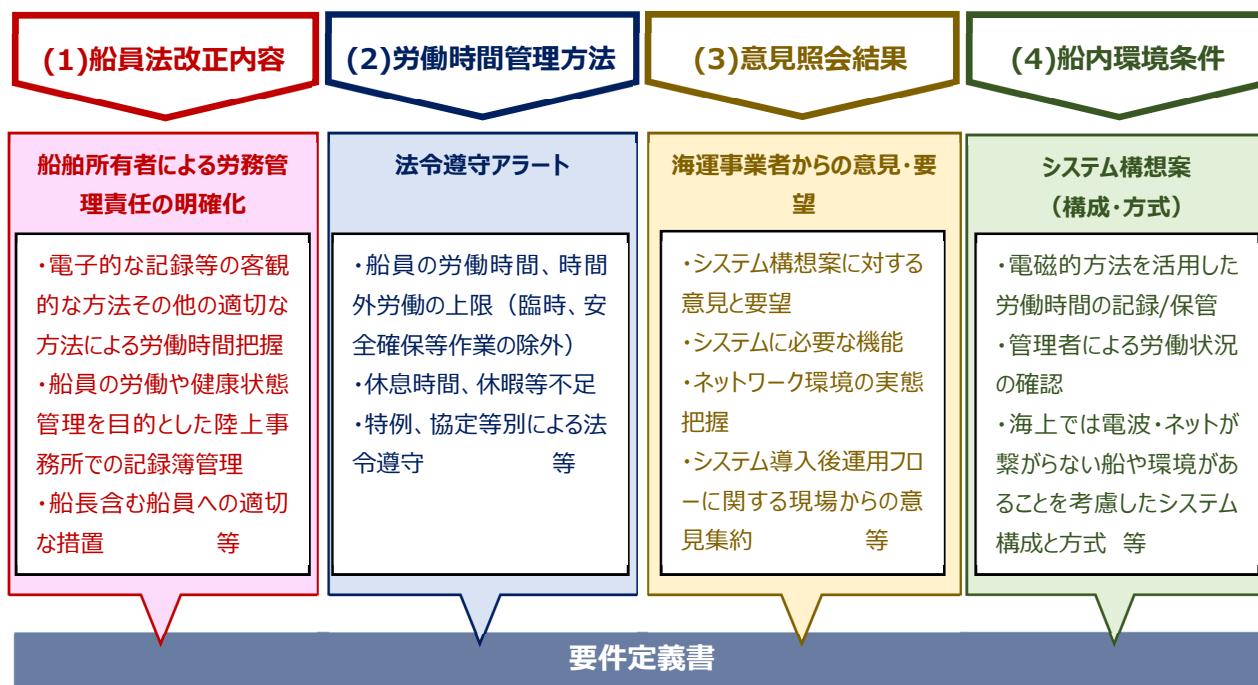 (1)船員法改正内容
(2)労働時間管理方法
(3)意見照会結果
(4)船内環境条件
船舶所有者による労務管
理責任の明確化
・電子的な記録等の客観
的な方法その他の適切な
方法による労働時間把握
・船員の労働や健康状態
管理を目的とした陸上事
務所での記録簿管理
・船長含む船員への適切
な措置 等
法令遵守アラート
・船員の労働時間、時間
外労働の上限（臨時、安
全確保等作業の除外）
・休息時間、休暇等不足
・特例、協定等別による法
令遵守 等
海運事業者からの意見・要
望
・システム構想案に対する
意見と要望
・システムに必要な機能
・ネットワーク環境の実態
把握
・システム導入後運用フロ
ーに関する現場からの意
見集約 等
システム構想案
（構成・方式）
・電磁的方法を活用した
労働時間の記録/保管
・管理者による労働状況
の確認
・海上では電波・ネットが
繋がらない船や環境があ
ることを考慮したシステム
構成と方式 等
要件定義書